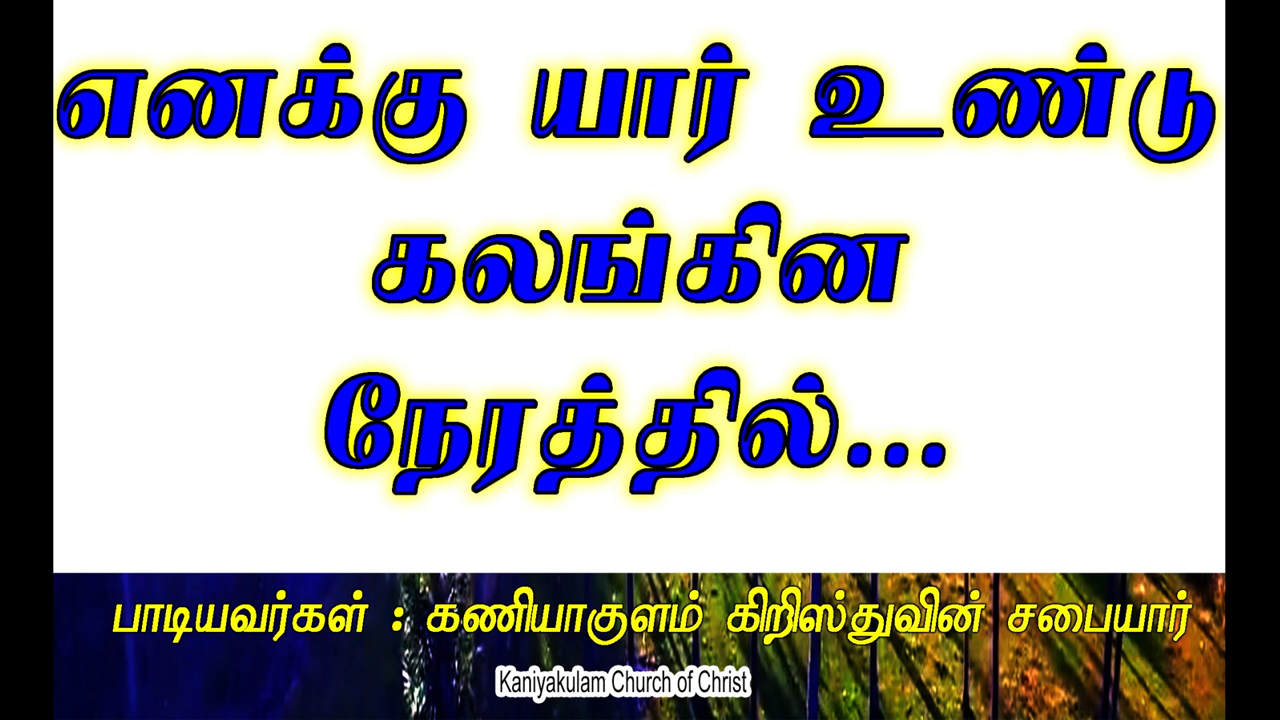 எனக்கு யார் உண்டு
கலங்கின
நேரத்தில்...
பாடியவர்கள் : கணியாகுளம் கிறிஸ்துவின் சபையார்
Kaniyakulam Church of Christ